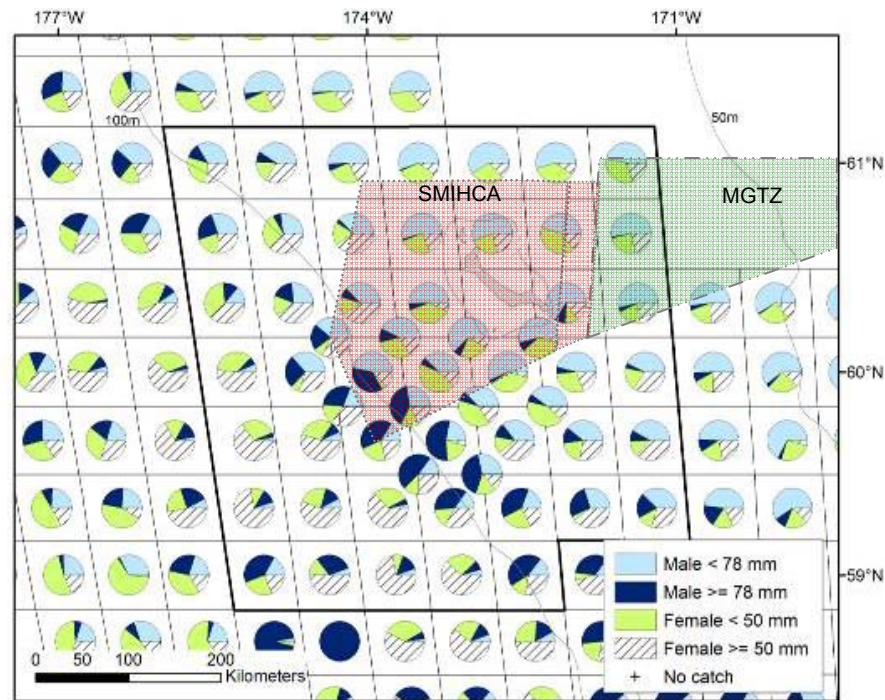 177°W 174°W 171°W
100m
50m
61°N
SMIHCA MGTZ
60°N
59°N
Male < 78 mm
Male >= 78 mm
Female < 50 mm
Female >= 50 mm
+ No catch
0 50 100 200
Kilometers